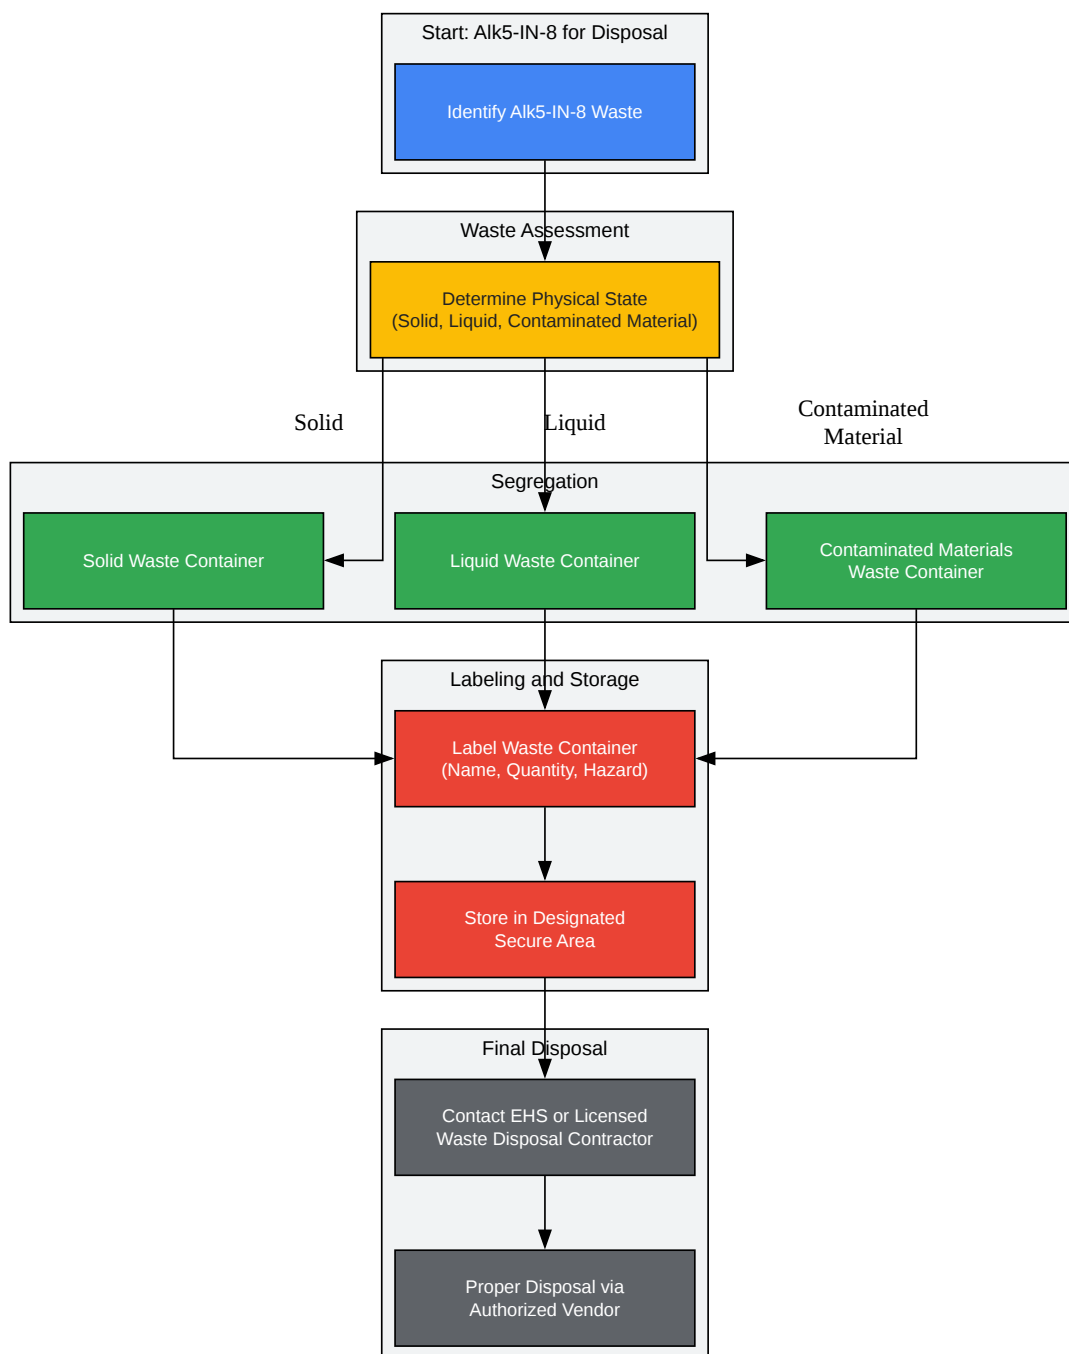 Start: Alk5-IN-8 for Disposal
Identify Alk5-IN-8 Waste
Waste Assessment
Determine Physical State
(Solid, Liquid, Contaminated Material)
Solid
Liquid
Contaminated
Material
Segregation
Solid Waste Container
Liquid Waste Container
Contaminated Materials
Waste Container
Labeling and Storage
Label Waste Container
(Name, Quantity, Hazard)
Store in Designated
Secure Area
Final Disposal
Contact EHS or Licensed
Waste Disposal Contractor
Proper Disposal via
Authorized Vendor